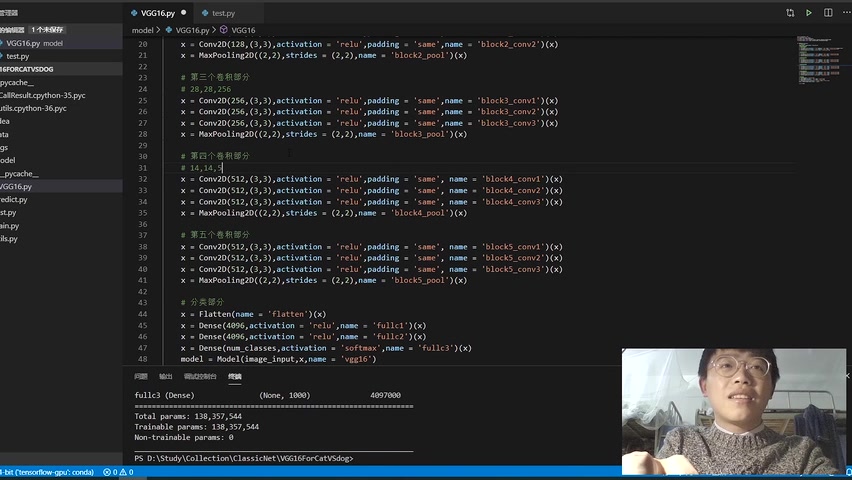 VGG16.py
test.py
model > VGG16.py > VGG16
1 个未保存
VGG16.py model
test.py
16FORCATVSDOG
pycache__
CallResult.cpython-35.pyc
utils.cpython-36.pyc
dea
ata
gs
odel
__pycache__
VGG16.py
redict.py
st.py
ain.py
ils.py
20 x = Conv2D(128,(3,3),activation = 'relu',padding = 'same',name = 'block2_conv2')(x)
21 x = MaxPooling2D((2,2),strides = (2,2),name = 'block2_pool')(x)
22
23 # 第三个卷积部分
24 # 28,28,256
25 x = Conv2D(256,(3,3),activation = 'relu',padding = 'same',name = 'block3_conv1')(x)
26 x = Conv2D(256,(3,3),activation = 'relu',padding = 'same',name = 'block3_conv2')(x)
27 x = Conv2D(256,(3,3),activation = 'relu',padding = 'same',name = 'block3_conv3')(x)
28 x = MaxPooling2D((2,2),strides = (2,2),name = 'block3_pool')(x)
29
30 # 第四个卷积部分
31 # 14,14,5
32 x = Conv2D(512,(3,3),activation = 'relu',padding = 'same', name = 'block4_conv1')(x)
33 x = Conv2D(512,(3,3),activation = 'relu',padding = 'same', name = 'block4_conv2')(x)
34 x = Conv2D(512,(3,3),activation = 'relu',padding = 'same', name = 'block4_conv3')(x)
35 x = MaxPooling2D((2,2),strides = (2,2),name = 'block4_pool')(x)
36
37 # 第五个卷积部分
38 x = Conv2D(512,(3,3),activation = 'relu',padding = 'same', name = 'block5_conv1')(x)
39 x = Conv2D(512,(3,3),activation = 'relu',padding = 'same', name = 'block5_conv2')(x)
40 x = Conv2D(512,(3,3),activation = 'relu',padding = 'same', name = 'block5_conv3')(x)
41 x = MaxPooling2D((2,2),strides = (2,2),name = 'block5_pool')(x)
42
43 # 分类部分
44 x = Flatten(name = 'flatten')(x)
45 x = Dense(4096,activation = 'relu',name = 'fullc1')(x)
46 x = Dense(4096,activation = 'relu',name = 'fullc2')(x)
47 x = Dense(num_classes,activation = 'softmax',name = 'fullc3')(x)
48 model = Model(image_input,x,name = 'vgg16')
问题 输出 调试控制台 终端
fullc3 (Dense) (None, 1000) 4097000
=================================================================
Total params: 138,357,544
Trainable params: 138,357,544
Non-trainable params: 0
PS D:\Study\Collection\ClassicNet\VGG16ForCatVSdog>
4-bit ('tensorflow-gpu': conda) 0 0